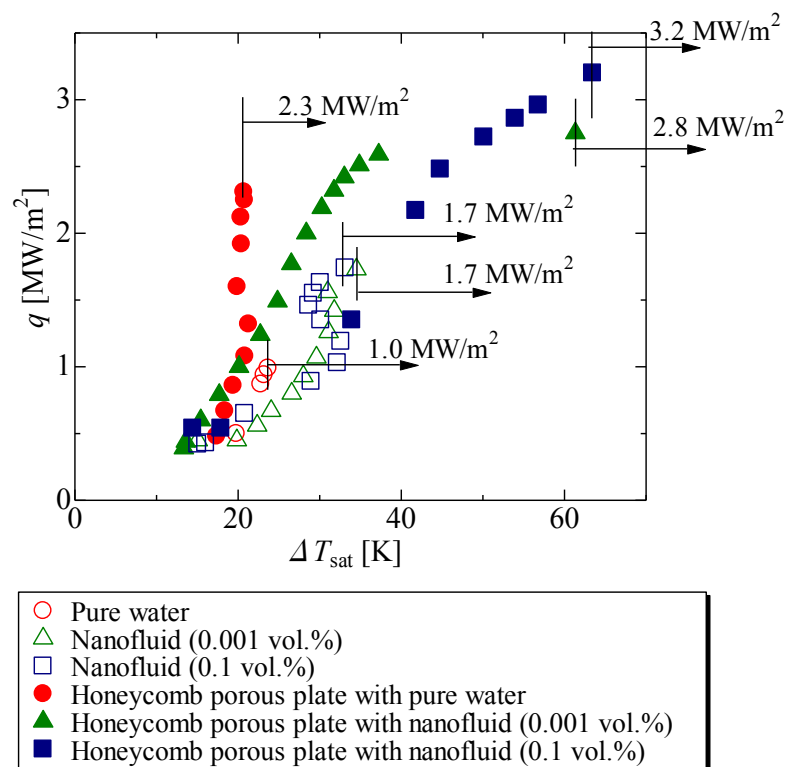 3.2 MW/m²
2.3 MW/m²
2.8 MW/m²
1.7 MW/m²
1.7 MW/m²
1.0 MW/m²
3
2
1
0
q [MW/m²]
0 20 40 60
ΔT_sat [K]
Pure water
Nanofluid (0.001 vol.%)
Nanofluid (0.1 vol.%)
Honeycomb porous plate with pure water
Honeycomb porous plate with nanofluid (0.001 vol.%)
Honeycomb porous plate with nanofluid (0.1 vol.%)